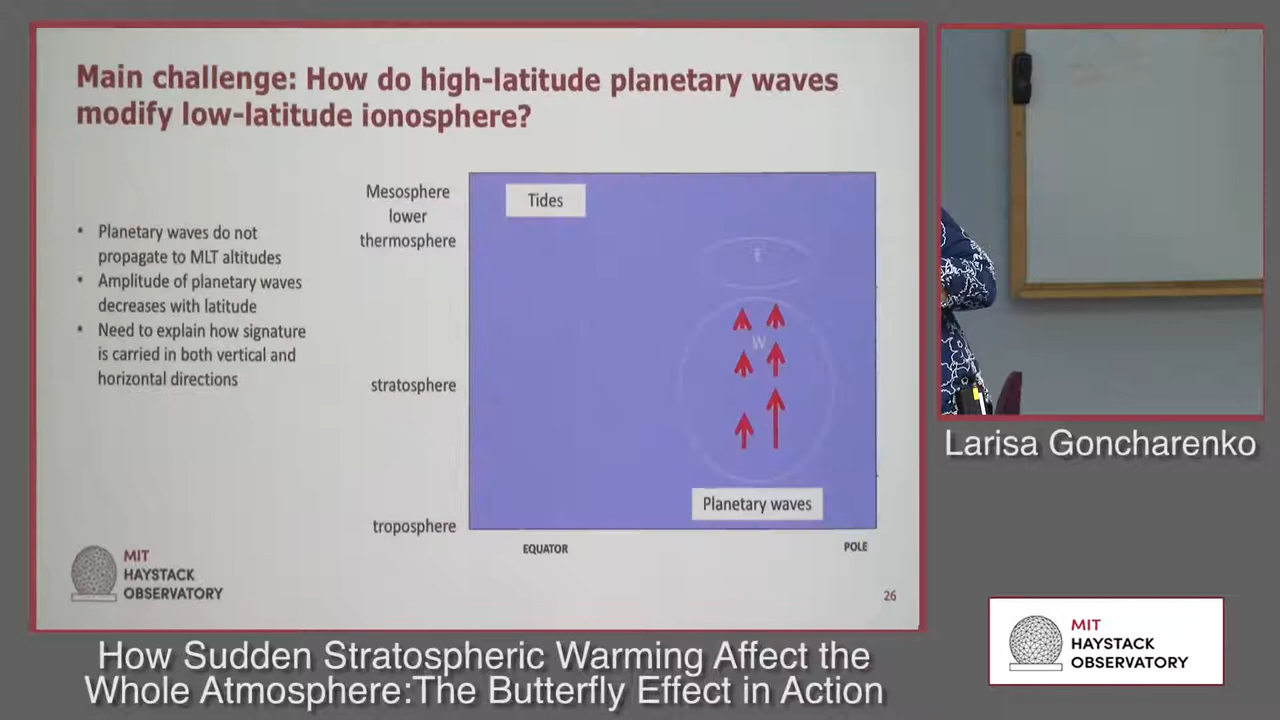 Main challenge: How do high-latitude planetary waves
modify low-latitude ionosphere?
• Planetary waves do not
propagate to MLT altitudes
• Amplitude of planetary waves
decreases with latitude
• Need to explain how signature
is carried in both vertical and
horizontal directions
Mesosphere
lower
thermosphere
stratosphere
troposphere
Tides
E
W
Planetary waves
EQUATOR
POLE
MIT
HAYSTACK
OBSERVATORY
26
Larisa Goncharenko
How Sudden Stratospheric Warming Affect the
Whole Atmosphere:The Butterfly Effect in Action
MIT
HAYSTACK
OBSERVATORY